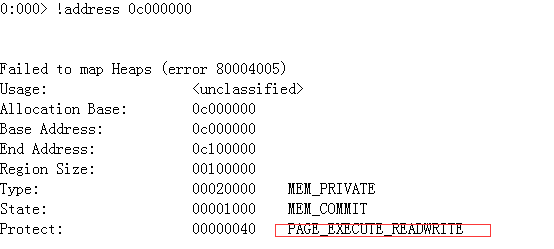 0:000> !address 0c000000
Failed to map Heaps (error 80004005)
Usage: <unclassified>
Allocation Base: 0c000000
Base Address: 0c000000
End Address: 0c100000
Region Size: 00100000
Type: 00020000 MEM_PRIVATE
State: 00001000 MEM_COMMIT
Protect: 00000040 PAGE_EXECUTE_READWRITE